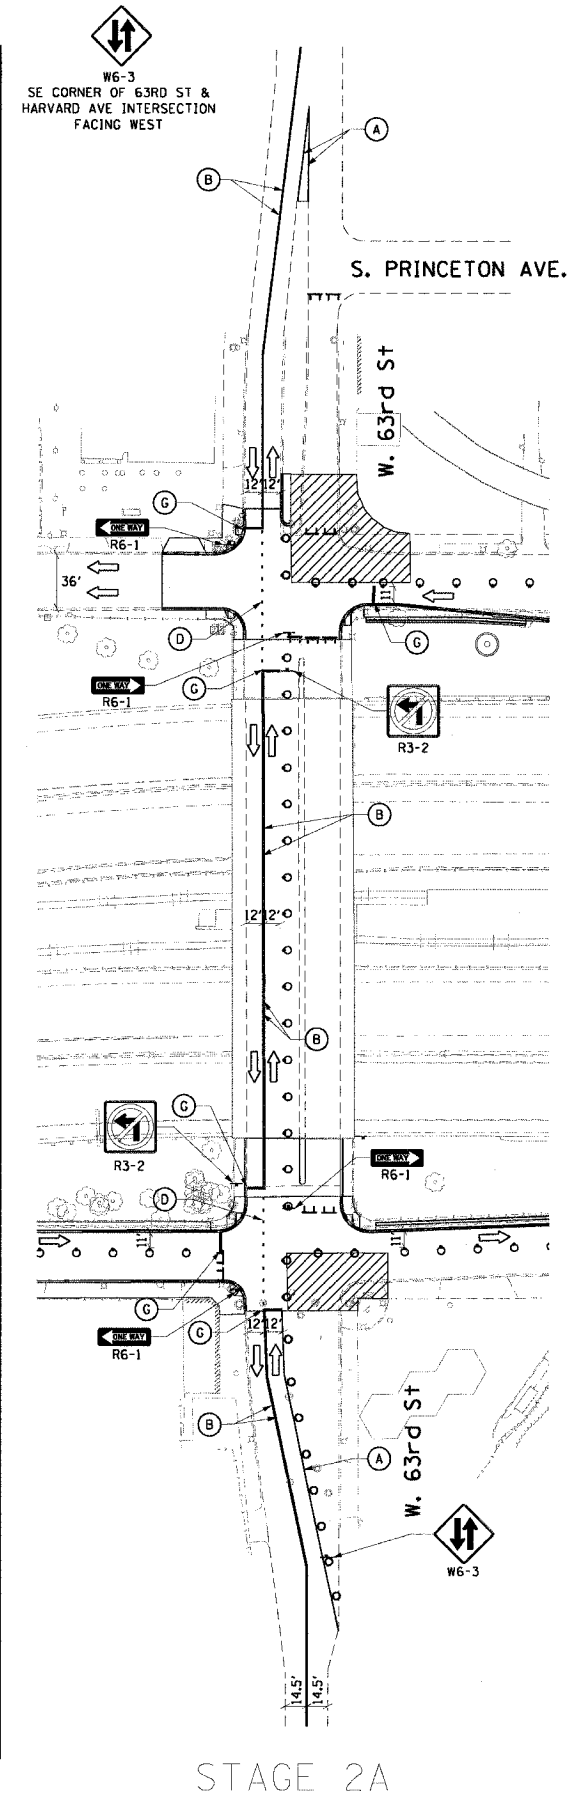 W6-3
SE CORNER OF 63RD ST &
HARVARD AVE INTERSECTION
FACING WEST
A
B
S. PRINCETON AVE.
W. 63rd St
12' 12'
G
ONE WAY
R6-1
36'
11'
D
G
G
ONE WAY
R6-1
R3-2
B
12' 12'
B
G
R3-2
ONE WAY
R6-1
D
11'
11'
G
G
ONE WAY
R6-1
12' 12'
B
A
W. 63rd St
W6-3
14.5' 14.5'
STAGE 2A